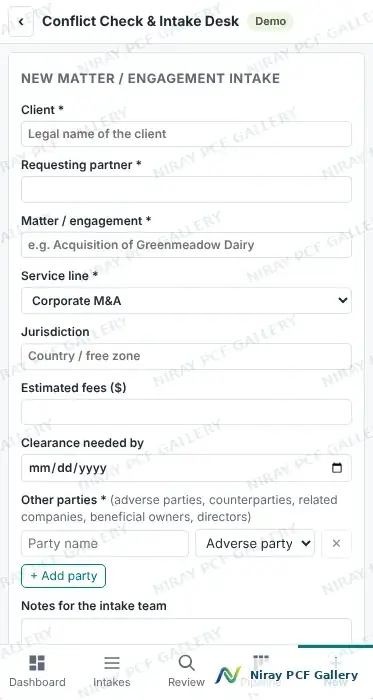 Conflict Check & Intake Desk Demo
NEW MATTER / ENGAGEMENT INTAKE
Client *
Legal name of the client
Requesting partner *
Matter / engagement *
e.g. Acquisition of Greenmeadow Dairy
Service line *
Corporate M&A
Jurisdiction
Country / free zone
Estimated fees ($)
Clearance needed by
mm/dd/yyyy
Other parties * (adverse parties, counterparties, related
companies, beneficial owners, directors)
Party name Adverse party ×
+ Add party
Notes for the intake team
Dashboard Intakes Review
Niray PCF Gallery
NIRAY PCF GALLERY